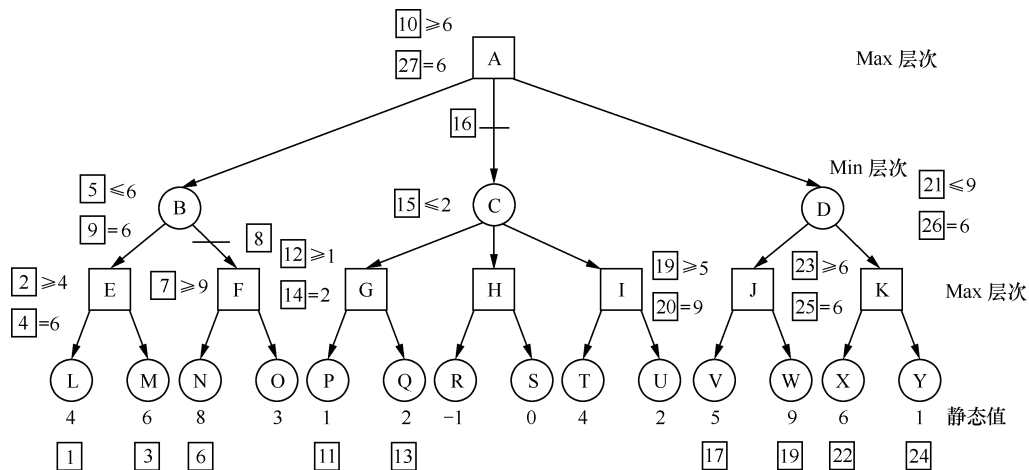 10 ≥6
27 =6
A
Max 层次
16
Min 层次
5 ≤6
9 =6
B
8
15 ≤2
C
D
21 ≤9
26 =6
2 ≥4
4 =6
E
7 ≥9
F
12 ≥1
14 =2
G
H
I
19 ≥5
20 =9
J
23 ≥6
25 =6
K
Max 层次
L M N O P Q R S T U V W X Y
4 6 8 3 1 2 −1 0 4 2 5 9 6 1 静态值
1 3 6 11 13 17 19 22 24